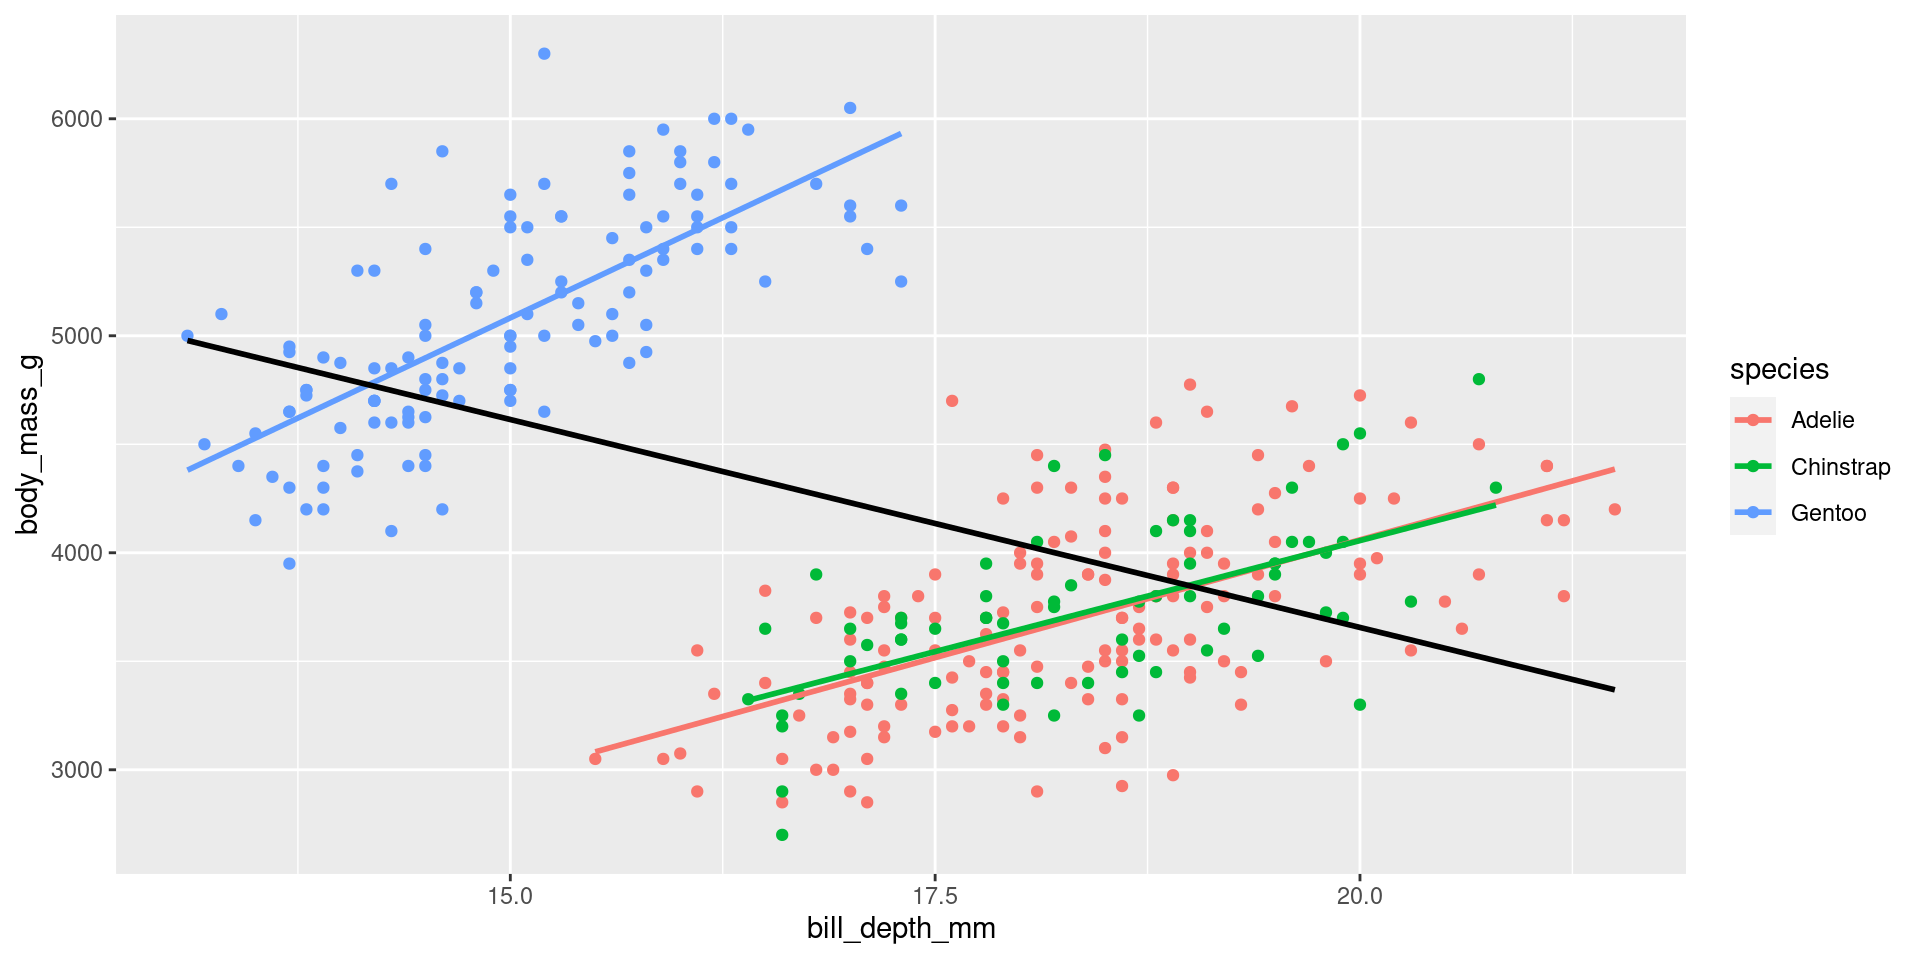 body_mass_g
6000
5000
4000
3000
15.0 17.5 20.0
bill_depth_mm
species
Adelie
Chinstrap
Gentoo